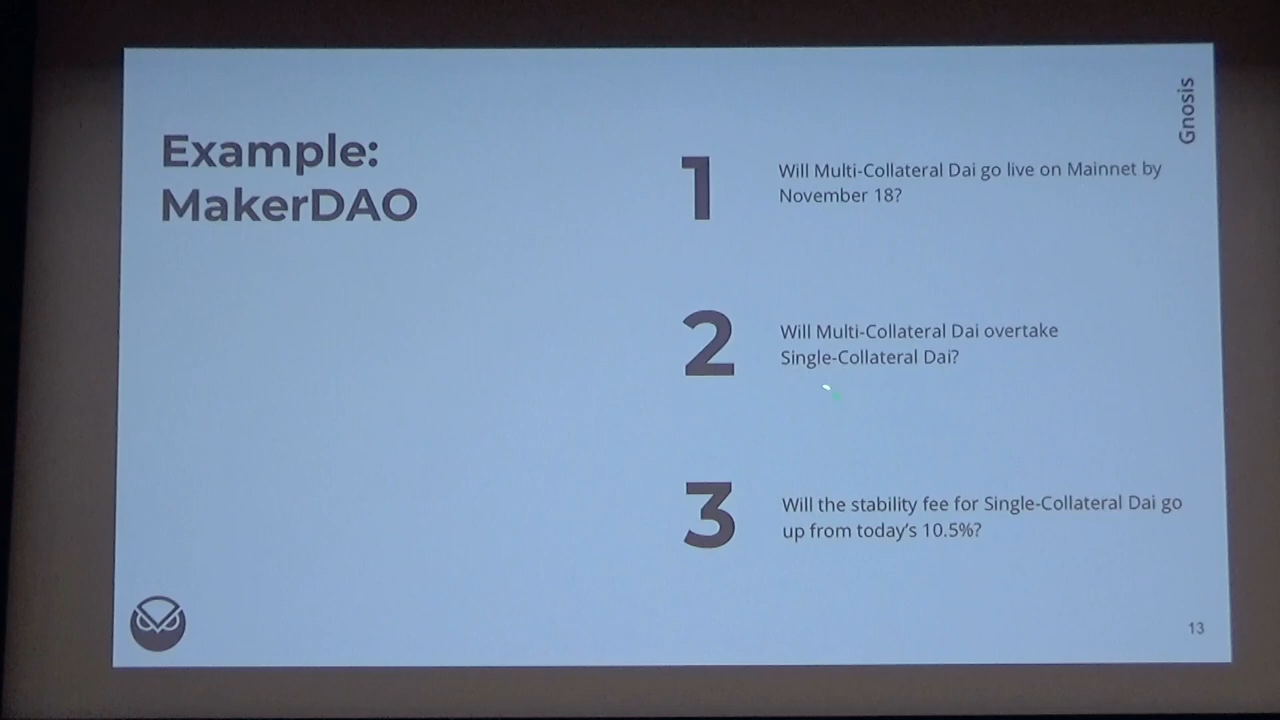 Example:
MakerDAO
Gnosis
1
Will Multi-Collateral Dai go live on Mainnet by
November 18?
2
Will Multi-Collateral Dai overtake
Single-Collateral Dai?
3
Will the stability fee for Single-Collateral Dai go
up from today's 10.5%?
13